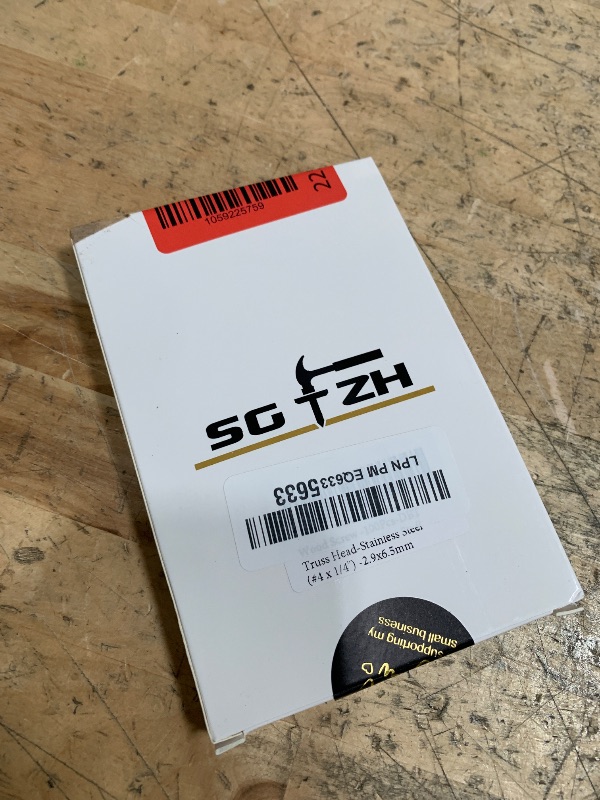 22
1059225759
SG ZH
LPN PM EQ6335633
Truss Head-Stainless Steel
(#4 x 1/4") -2.9x6.5mm
supporting my
small business